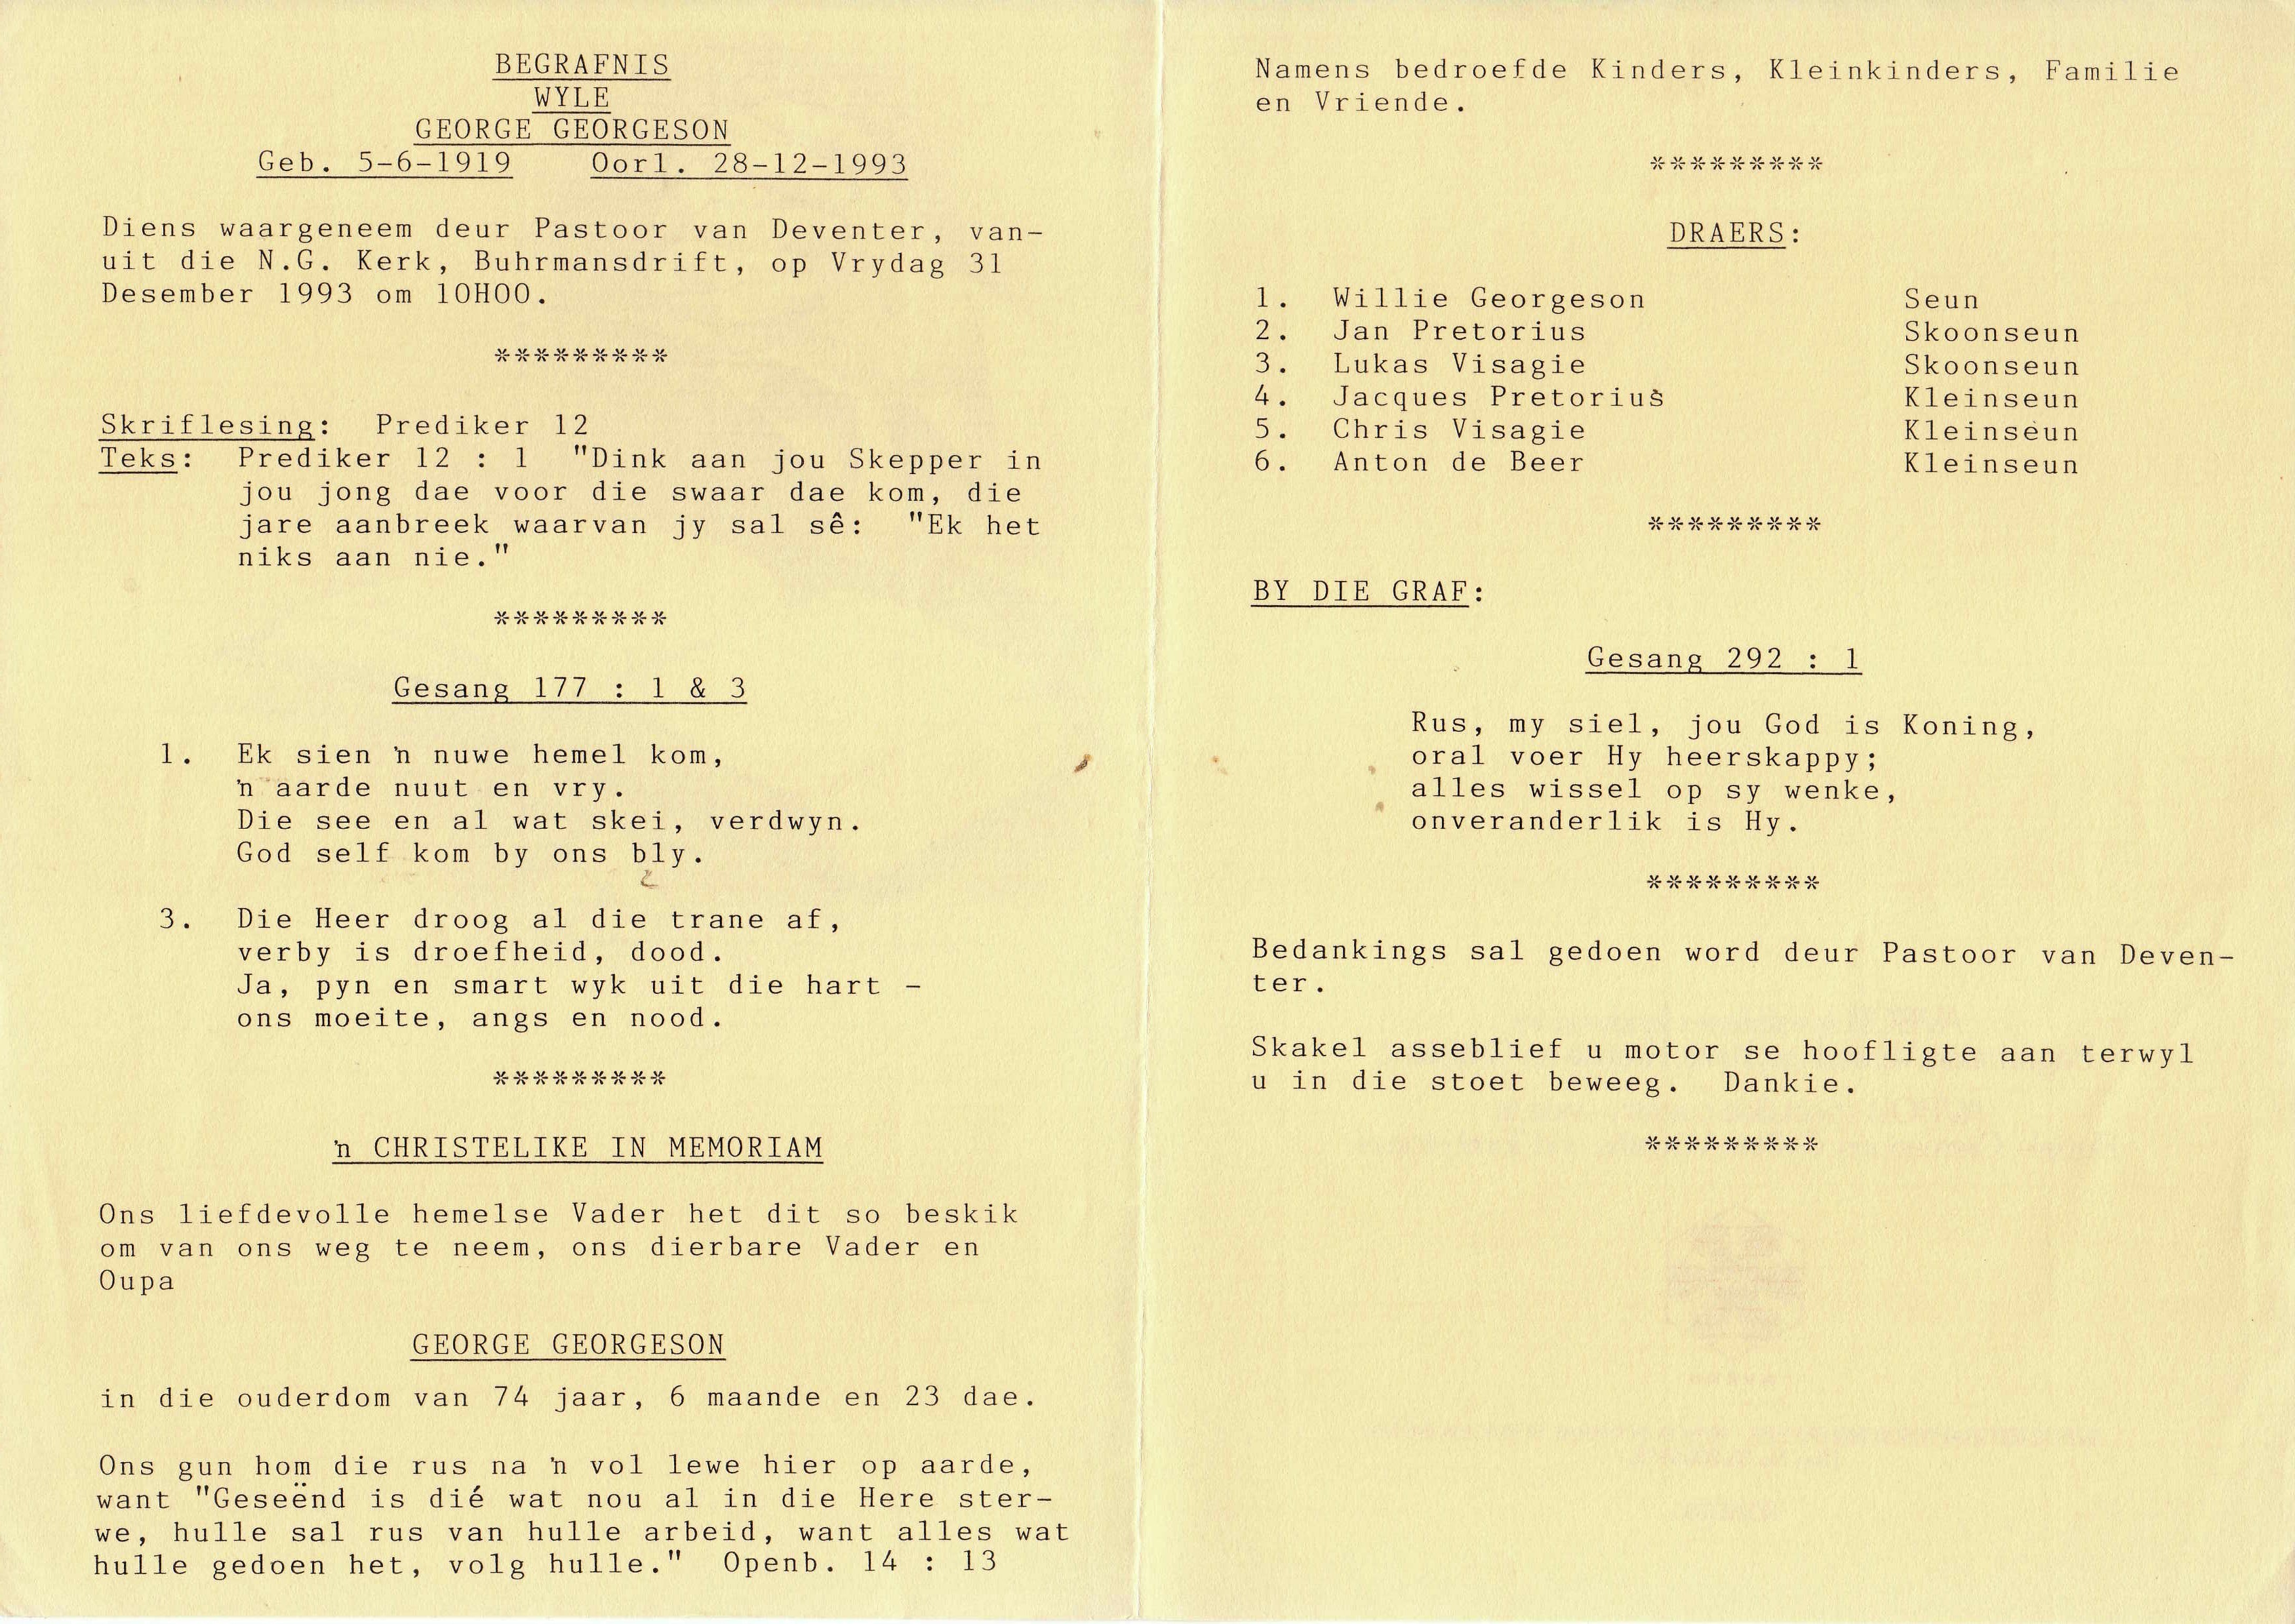 BEGRAFNIS
WYLE
GEORGE GEORGESON
Geb. 5-6-1919 Oorl. 28-12-1993
Diens waargeneem deur Pastoor van Deventer, van-
uit die N.G. Kerk, Buhrmansdrift, op Vrydag 31
Desember 1993 om 10H00.
*********
Skriflesing: Prediker 12
Teks: Prediker 12 : 1 "Dink aan jou Skepper in
jou jong dae voor die swaar dae kom, die
jare aanbreek waarvan jy sal sê: "Ek het
niks aan nie."
*********
Gesang 177 : 1 & 3
1. Ek sien 'n nuwe hemel kom,
'n aarde nuut en vry.
Die see en al wat skei, verdwyn.
God self kom by ons bly.
3. Die Heer droog al die trane af,
verby is droefheid, dood.
Ja, pyn en smart wyk uit die hart -
ons moeite, angs en nood.
*********
'n CHRISTELIKE IN MEMORIAM
Ons liefdevolle hemelse Vader het dit so beskik
om van ons weg te neem, ons dierbare Vader en
Oupa
GEORGE GEORGESON
in die ouderdom van 74 jaar, 6 maande en 23 dae.
Ons gun hom die rus na 'n vol lewe hier op aarde,
want "Geseënd is dié wat nou al in die Here ster-
we, hulle sal rus van hulle arbeid, want alles wat
hulle gedoen het, volg hulle." Openb. 14 : 13
Namens bedroefde Kinders, Kleinkinders, Familie
en Vriende.
*********
DRAERS:
1. Willie Georgeson Seun
2. Jan Pretorius Skoonseun
3. Lukas Visagie Skoonseun
4. Jacques Pretorius Kleinseun
5. Chris Visagie Kleinseun
6. Anton de Beer Kleinseun
*********
BY DIE GRAF:
Gesang 292 : 1
Rus, my siel, jou God is Koning,
oral voer Hy heerskappy;
alles wissel op sy wenke,
onveranderlik is Hy.
*********
Bedankings sal gedoen word deur Pastoor van Deven-
ter.
Skakel asseblief u motor se hoofligte aan terwyl
u in die stoet beweeg. Dankie.
*********